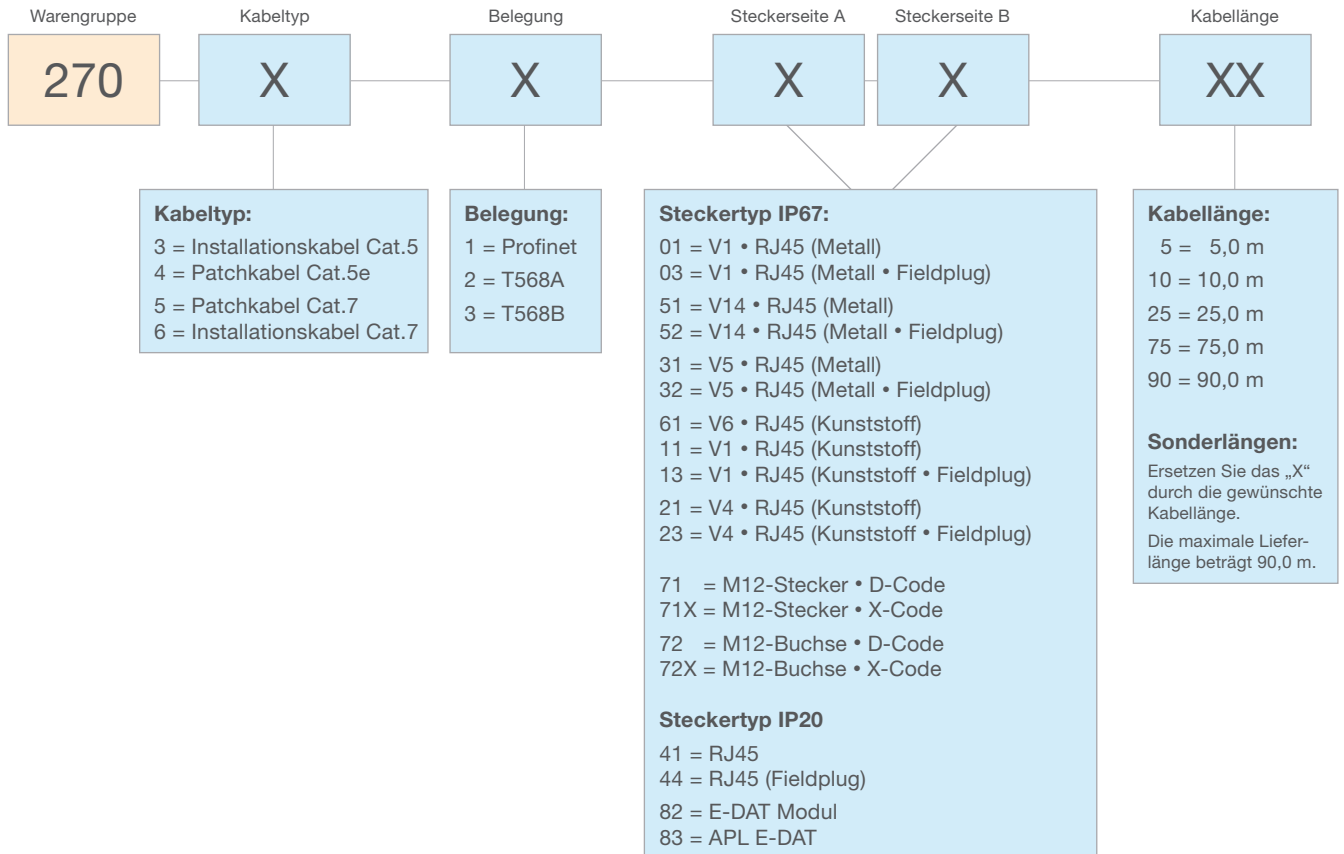 Warengruppe Kabeltyp Belegung Steckerseite A Steckerseite B Kabellänge
270 X X X X XX
Kabeltyp:
3 = Installationskabel Cat.5
4 = Patchkabel Cat.5e
5 = Patchkabel Cat.7
6 = Installationskabel Cat.7
Belegung:
1 = Profinet
2 = T568A
3 = T568B
Steckertyp IP67:
01 = V1 • RJ45 (Metall)
03 = V1 • RJ45 (Metall • Fieldplug)
51 = V14 • RJ45 (Metall)
52 = V14 • RJ45 (Metall • Fieldplug)
31 = V5 • RJ45 (Metall)
32 = V5 • RJ45 (Metall • Fieldplug)
61 = V6 • RJ45 (Kunststoff)
11 = V1 • RJ45 (Kunststoff)
13 = V1 • RJ45 (Kunststoff • Fieldplug)
21 = V4 • RJ45 (Kunststoff)
23 = V4 • RJ45 (Kunststoff • Fieldplug)
71 = M12-Stecker • D-Code
71X = M12-Stecker • X-Code
72 = M12-Buchse • D-Code
72X = M12-Buchse • X-Code
Steckertyp IP20
41 = RJ45
44 = RJ45 (Fieldplug)
82 = E-DAT Modul
83 = APL E-DAT
Kabellänge:
5 = 5,0 m
10 = 10,0 m
25 = 25,0 m
75 = 75,0 m
90 = 90,0 m
Sonderlängen:
Ersetzen Sie das „X“
durch die gewünschte
Kabellänge.
Die maximale Liefer-
länge beträgt 90,0 m.